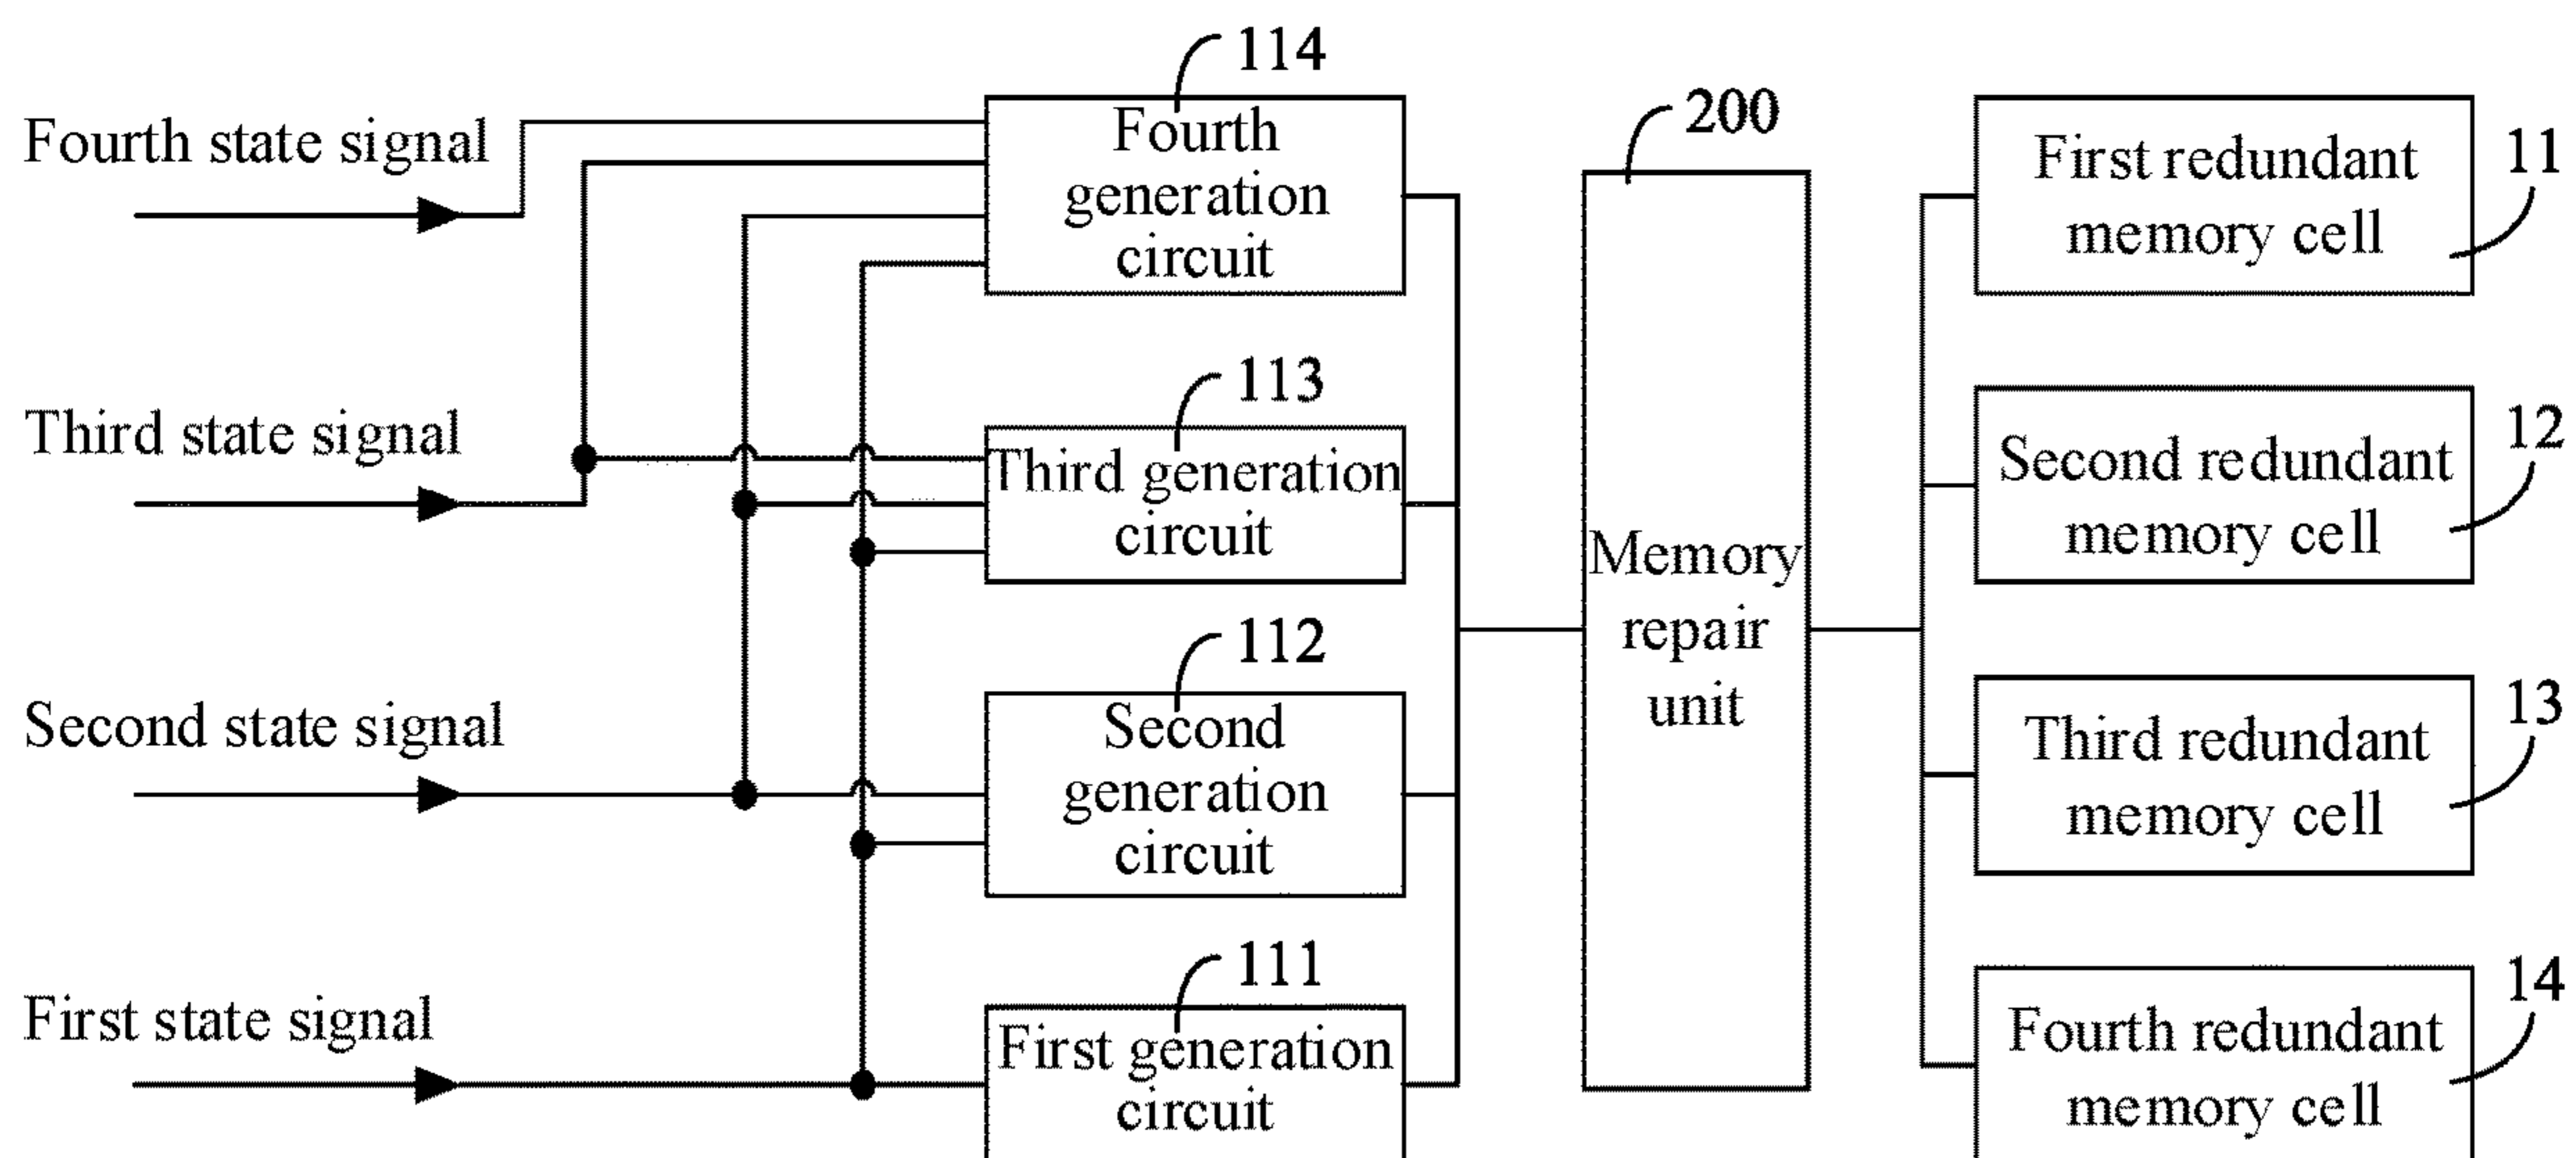 114
Fourth state signal
Fourth
generation
circuit
200
First redundant
memory cell
11
113
Third state signal
Third generation
circuit
Second redundant
memory cell
12
Memory
repair
unit
112
Second state signal
Second
generation
circuit
Third redundant
memory cell
13
111
First state signal
First generation
circuit
Fourth redundant
memory cell
14